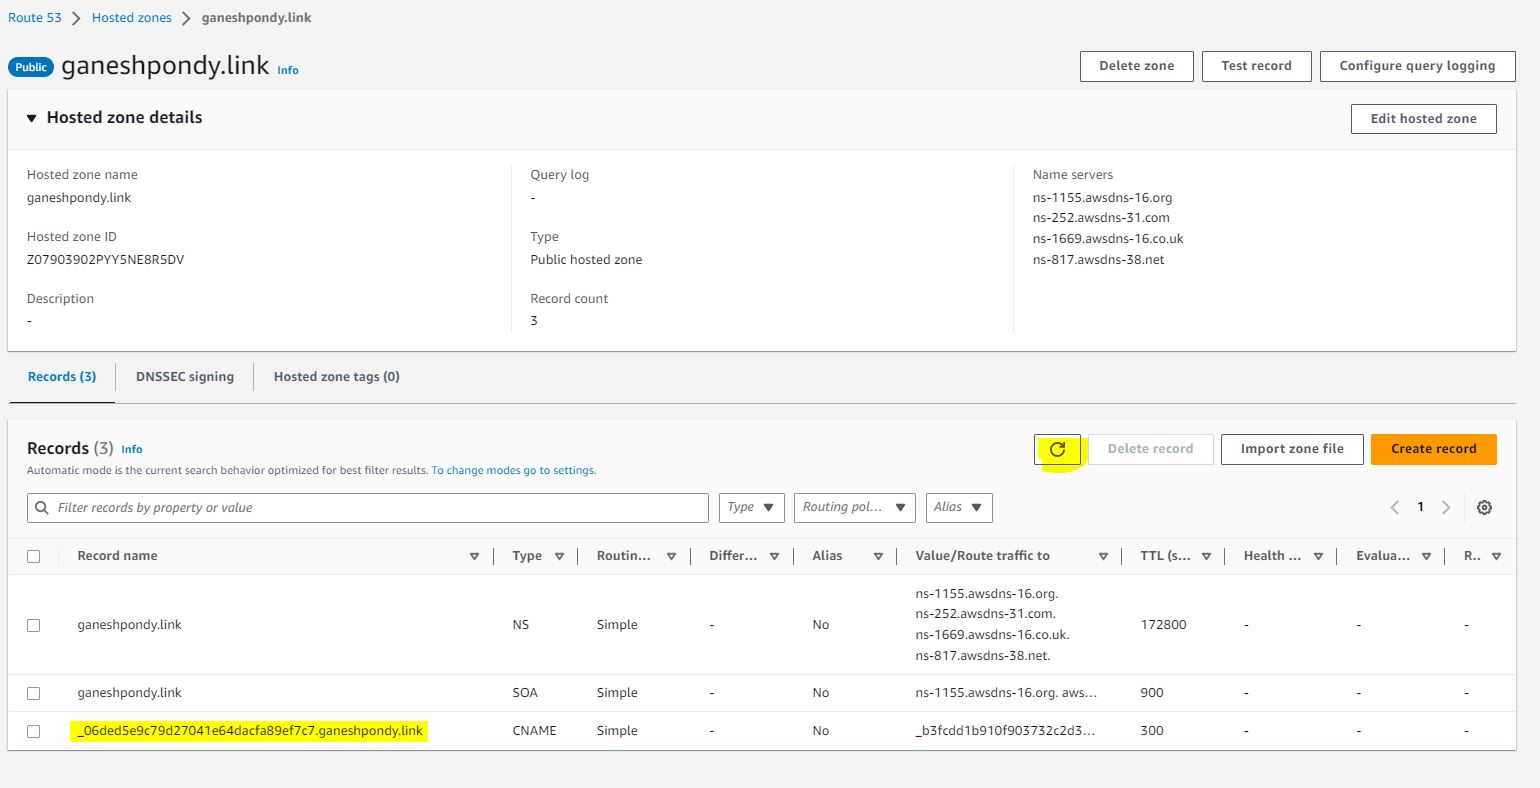 Route 53 > Hosted zones > ganeshpondy.link
Public ganeshpondy.link Info
Delete zone Test record Configure query logging
Hosted zone details
Edit hosted zone
Hosted zone name
ganeshpondy.link
Hosted zone ID
Z07903902PYY5NE8R5DV
Description
-
Query log
-
Type
Public hosted zone
Record count
3
Name servers
ns-1155.awsdns-16.org
ns-252.awsdns-31.com
ns-1669.awsdns-16.co.uk
ns-817.awsdns-38.net
Records (3) DNSSEC signing Hosted zone tags (0)
Records (3) Info
Automatic mode is the current search behavior optimized for best filter results. To change modes go to settings.
Delete record Import zone file Create record
Filter records by property or value Type Routing pol... Alias 1
Record name Type Routin... Differ... Alias Value/Route traffic to TTL (s... Health ... Evalua... R..
ns-1155.awsdns-16.org.
ns-252.awsdns-31.com.
ganeshpondy.link NS Simple - No 172800 - - -
ns-1669.awsdns-16.co.uk.
ns-817.awsdns-38.net.
ganeshpondy.link SOA Simple - No ns-1155.awsdns-16.org. aws... 900 - - -
_06ded5e9c79d27041e64dacfa89ef7c7.ganeshpondy.link CNAME Simple - No _b3fcdd1b910f903732c2d3... 300 - - -